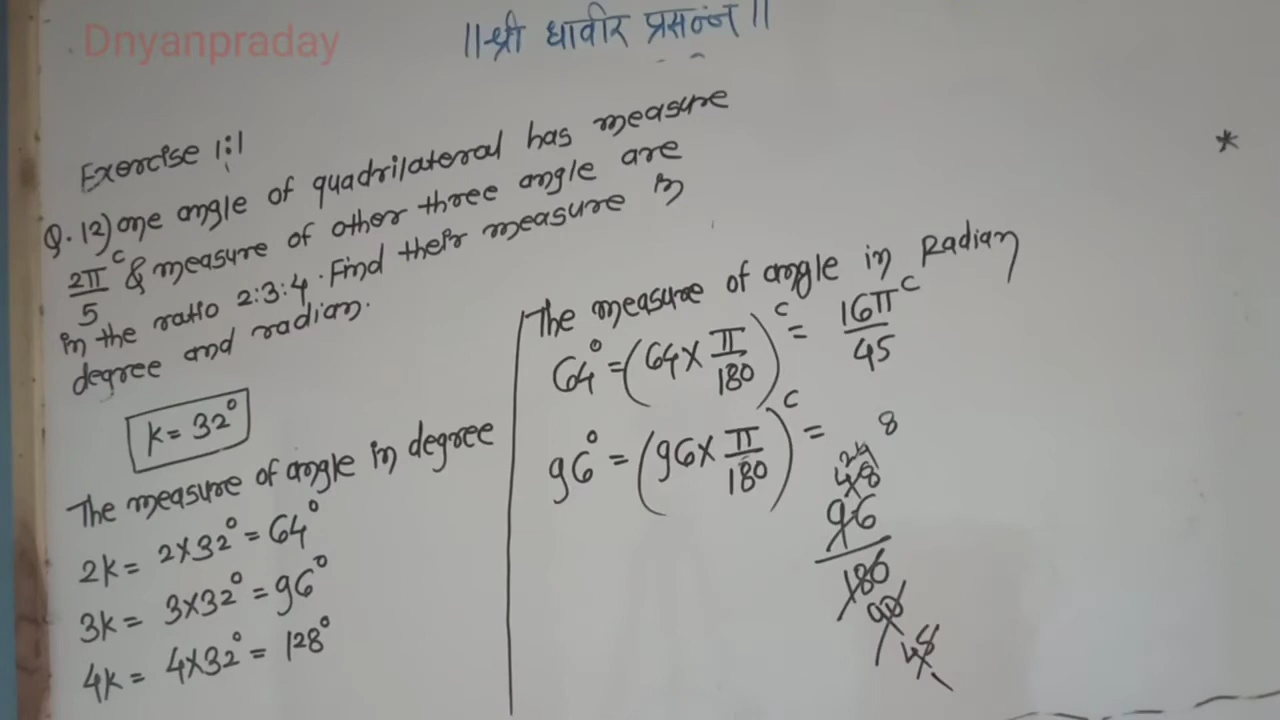 Dnyanpraday
॥श्री धावीर प्रसन्न॥
Exercise 1:1
Q.12) one angle of quadrilateral has measure
2π/5 ᶜ & measure of other three angle are
in the ratio 2:3:4. Find their measure in
degree and radian.
k = 32°
The measure of angle in degree
2k = 2×32° = 64°
3k = 3×32° = 96°
4k = 4×32° = 128°
The measure of angle in Radian
64° = (64 × π/180)ᶜ = 16π/45 ᶜ
96° = (96 × π/180)ᶜ =
8
24
48
96
180
90
*